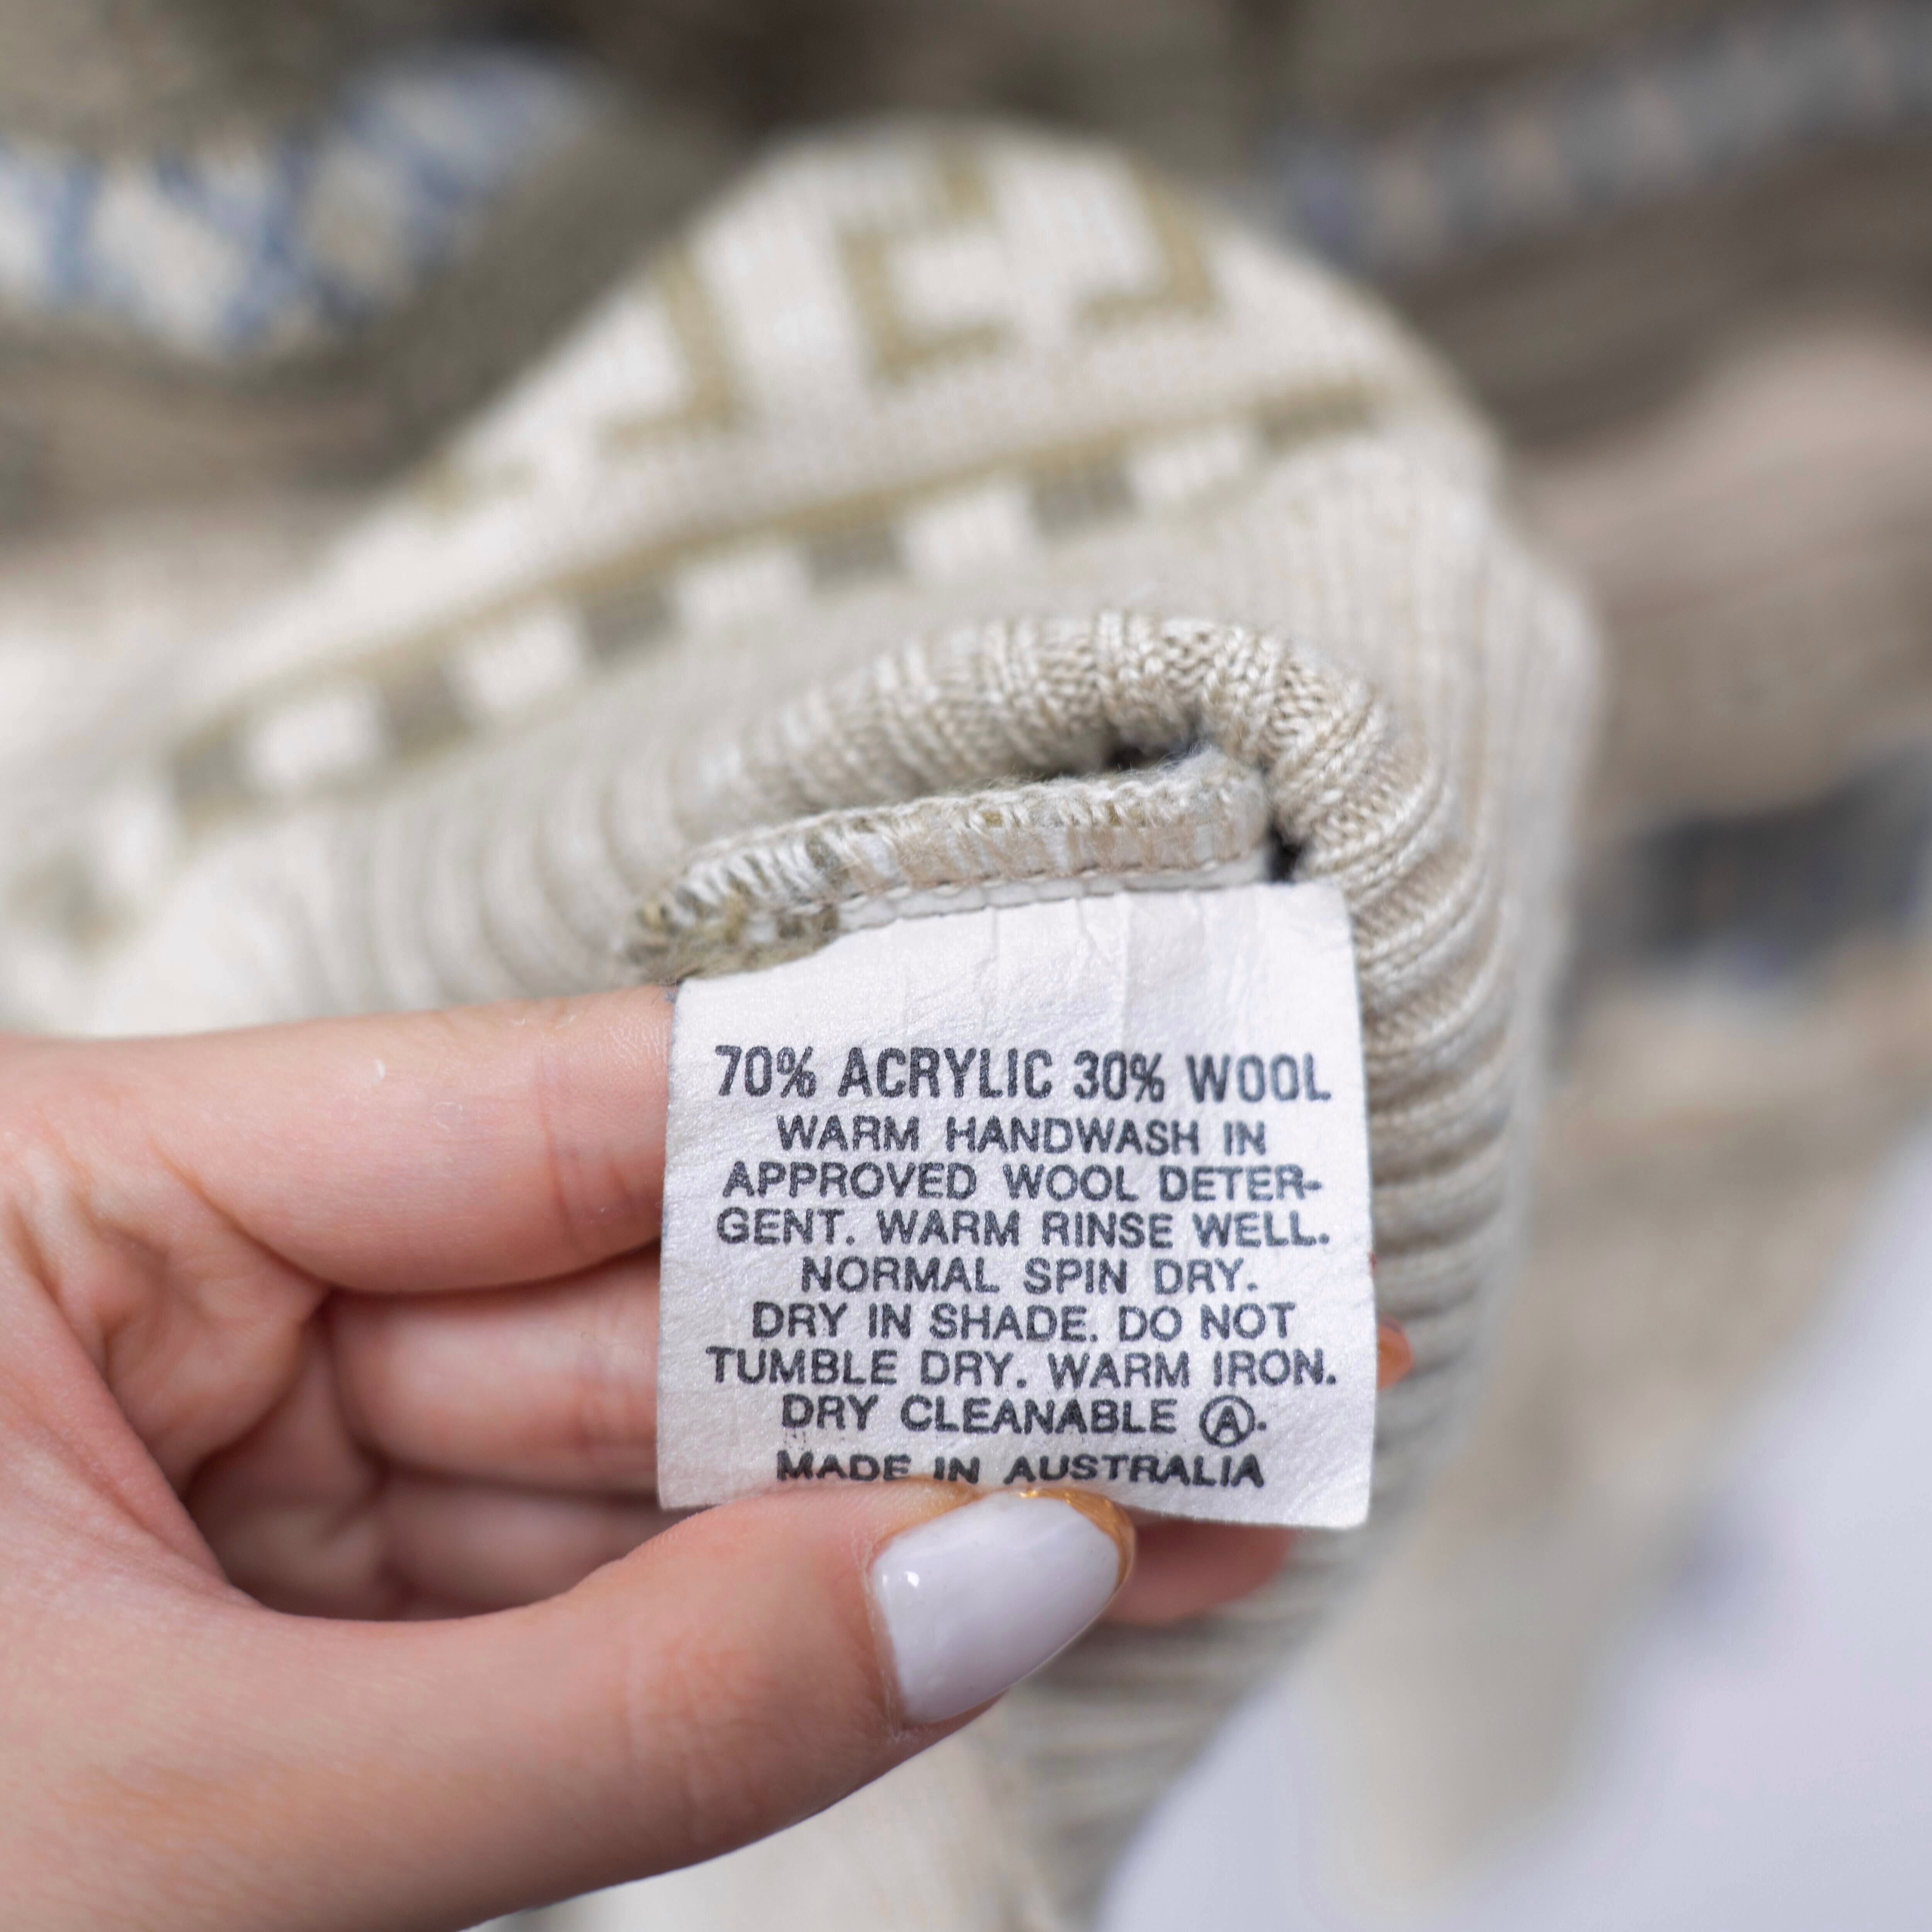 70% ACRYLIC 30% WOOL
WARM HANDWASH IN
APPROVED WOOL DETER-
GENT. WARM RINSE WELL.
NORMAL SPIN DRY.
DRY IN SHADE. DO NOT
TUMBLE DRY. WARM IRON.
DRY CLEANABLE Ⓐ.
MADE IN AUSTRALIA